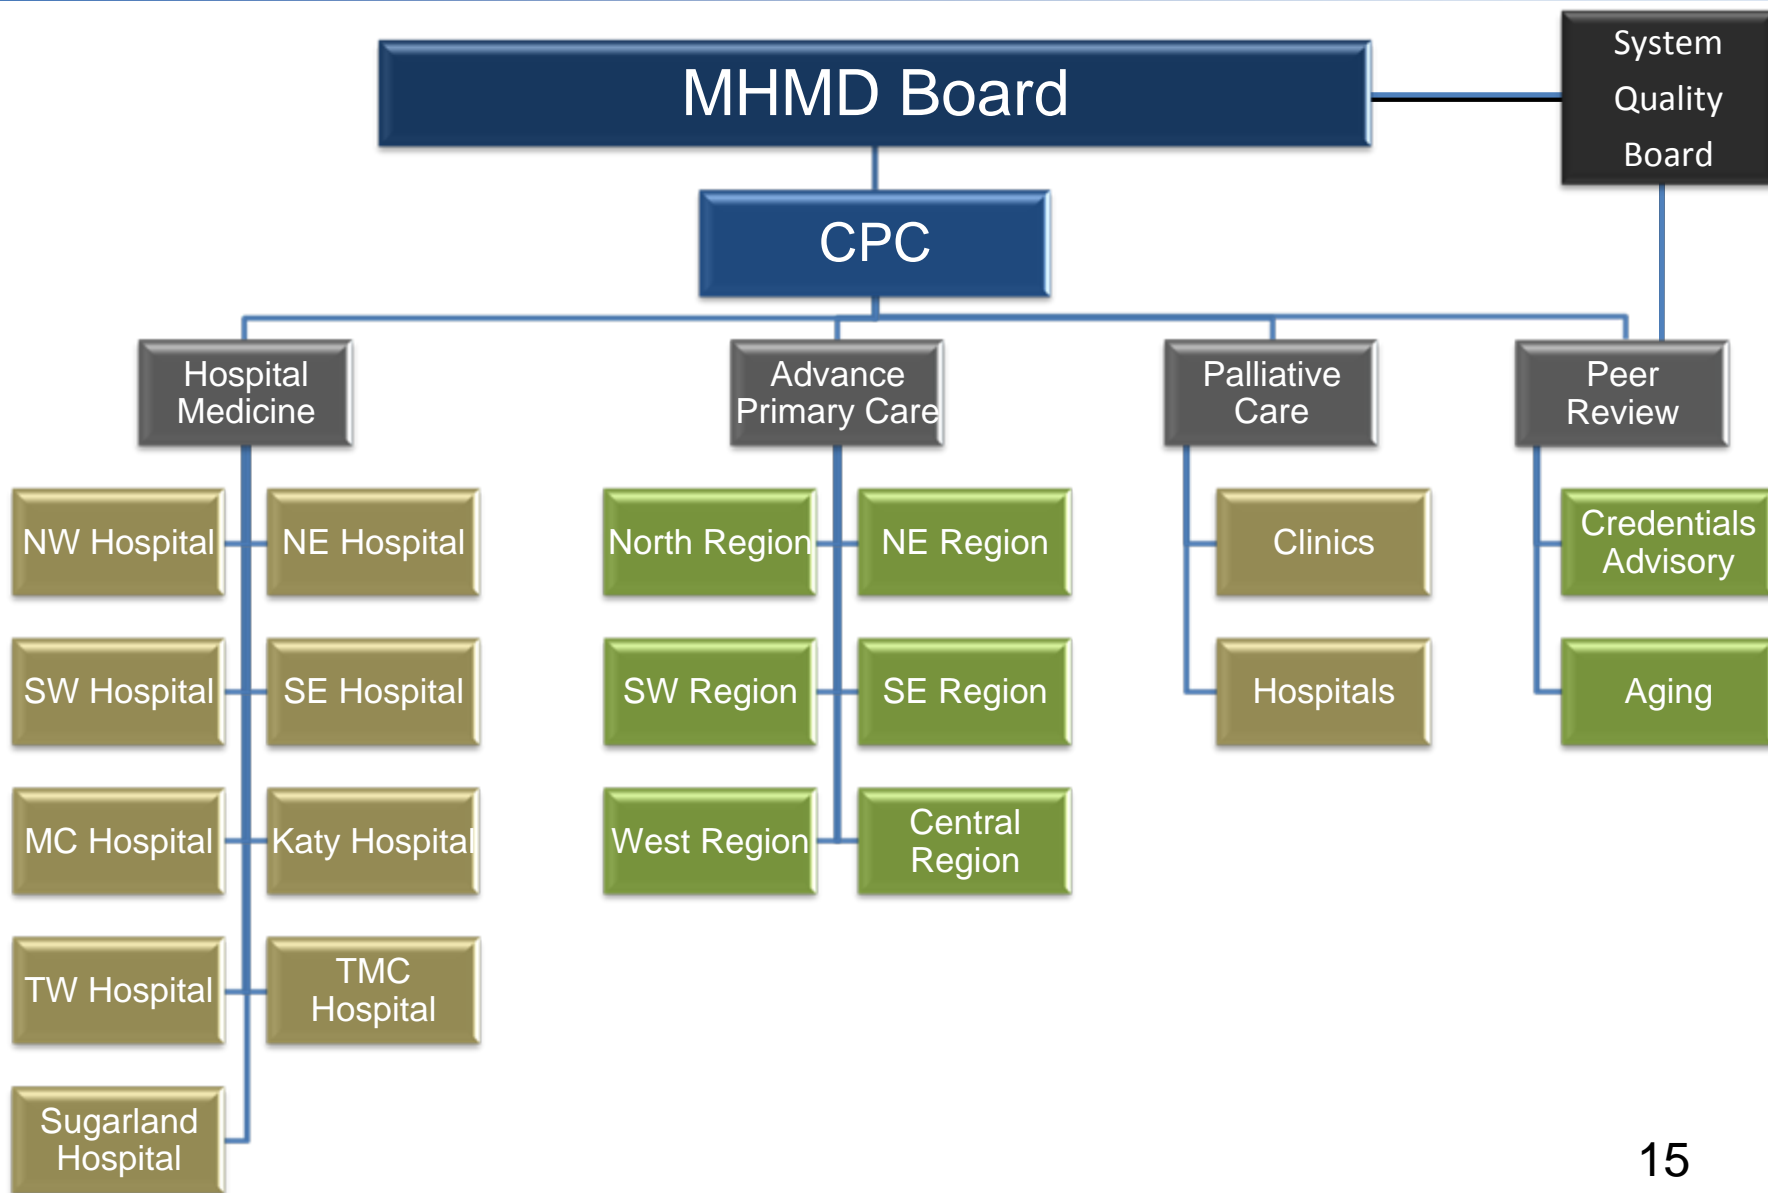 MHMD Board
System
Quality
Board
CPC
Hospital
Medicine
Advance
Primary Care
Palliative
Care
Peer
Review
NW Hospital
NE Hospital
North Region
NE Region
Clinics
Credentials
Advisory
SW Hospital
SE Hospital
SW Region
SE Region
Hospitals
Aging
MC Hospital
Katy Hospital
West Region
Central
Region
TW Hospital
TMC
Hospital
Sugarland
Hospital
15